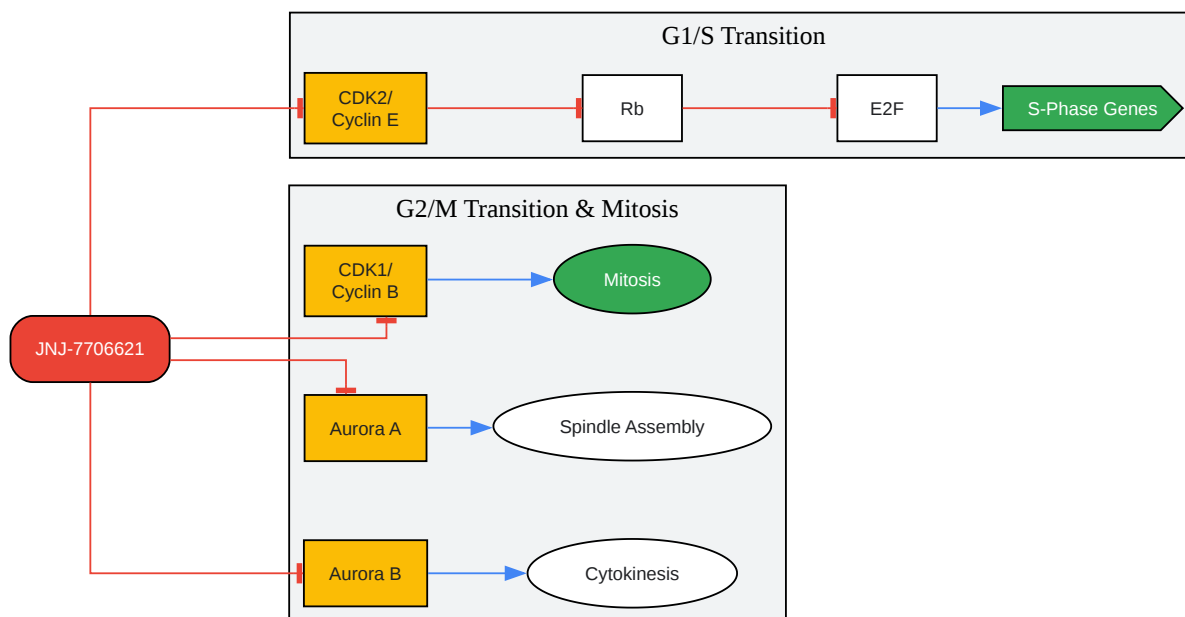 G1/S Transition
CDK2/
Cyclin E
Rb
E2F
S-Phase Genes
G2/M Transition & Mitosis
CDK1/
Cyclin B
Mitosis
JNJ-7706621
Aurora A
Spindle Assembly
Aurora B
Cytokinesis